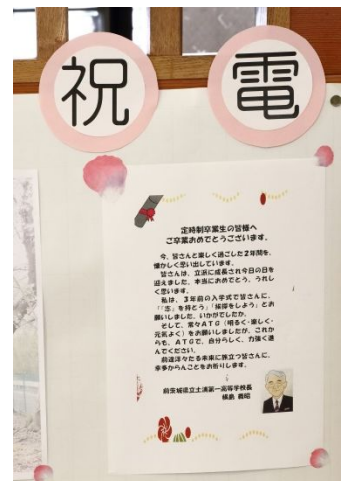 祝 電
定時制卒業生の皆様へ
ご卒業おめでとうございます。
今、皆さんと楽しく過ごした2年間を、
懐かしく思い出しています。
皆さんは、立派に成長され今日の日を
迎えました。本当におめでとう。うれし
く思います。
私は、3年前の入学式で皆さんに、
「「志」を持とう」「挨拶をしよう」とお
願いしました。いかがでしたか。
そして、常々ATG（明るく・楽しく・
元気よく）をお願いしましたが、これか
らも、ATGで、自分らしく、力強く進
んでください。
前途洋々たる未来に旅立つ皆さんに、
幸多からんことをお祈りします。
前茨城県立土浦第一高等学校長
横島 義昭